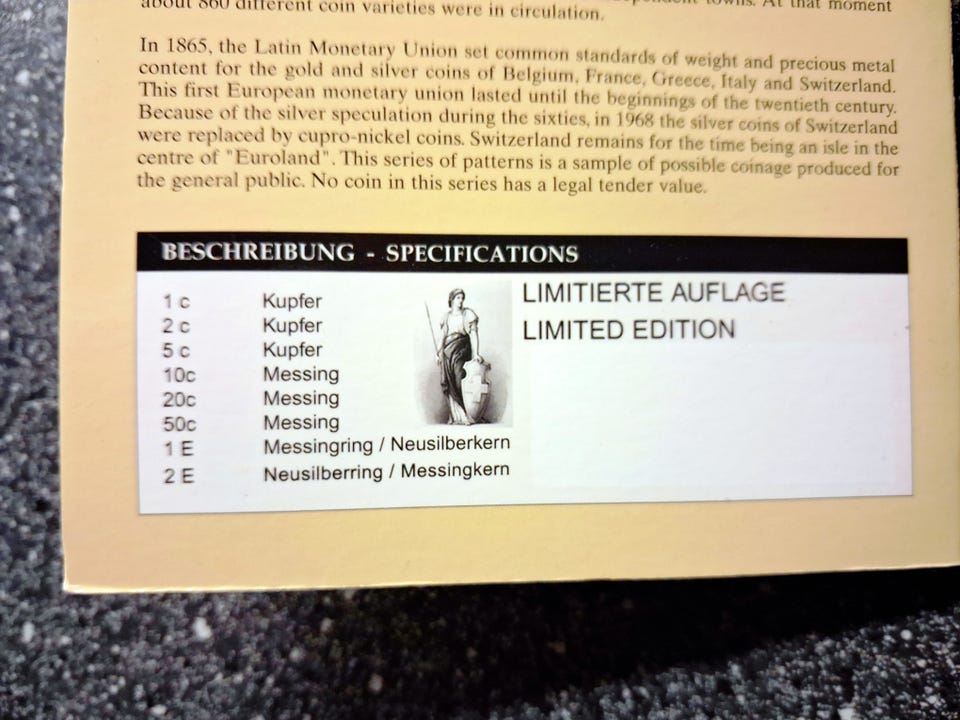 about 860 different coin varieties were in circulation. towns. At that moment
In 1865, the Latin Monetary Union set common standards of weight and precious metal
content for the gold and silver coins of Belgium, France, Greece, Italy and Switzerland.
This first European monetary union lasted until the beginnings of the twentieth century.
Because of the silver speculation during the sixties, in 1968 the silver coins of Switzerland
were replaced by cupro-nickel coins. Switzerland remains for the time being an isle in the
centre of "Euroland". This series of patterns is a sample of possible coinage produced for
the general public. No coin in this series has a legal tender value.
BESCHREIBUNG - SPECIFICATIONS
1 c Kupfer
2 c Kupfer
5 c Kupfer
10c Messing
20c Messing
50c Messing
1 E Messingring / Neusilberkern
2 E Neusilberring / Messingkern
LIMITIERTE AUFLAGE
LIMITED EDITION